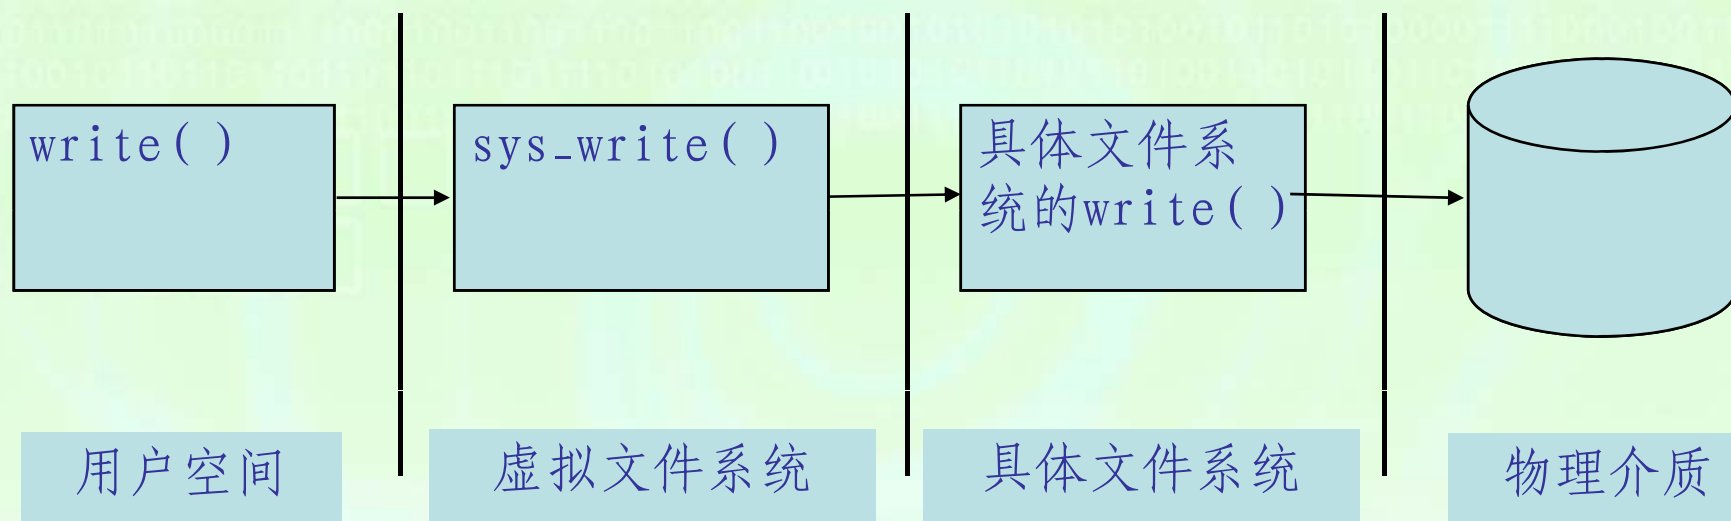 write( )
sys_write( )
具体文件系
统的write( )
用户空间
虚拟文件系统
具体文件系统
物理介质